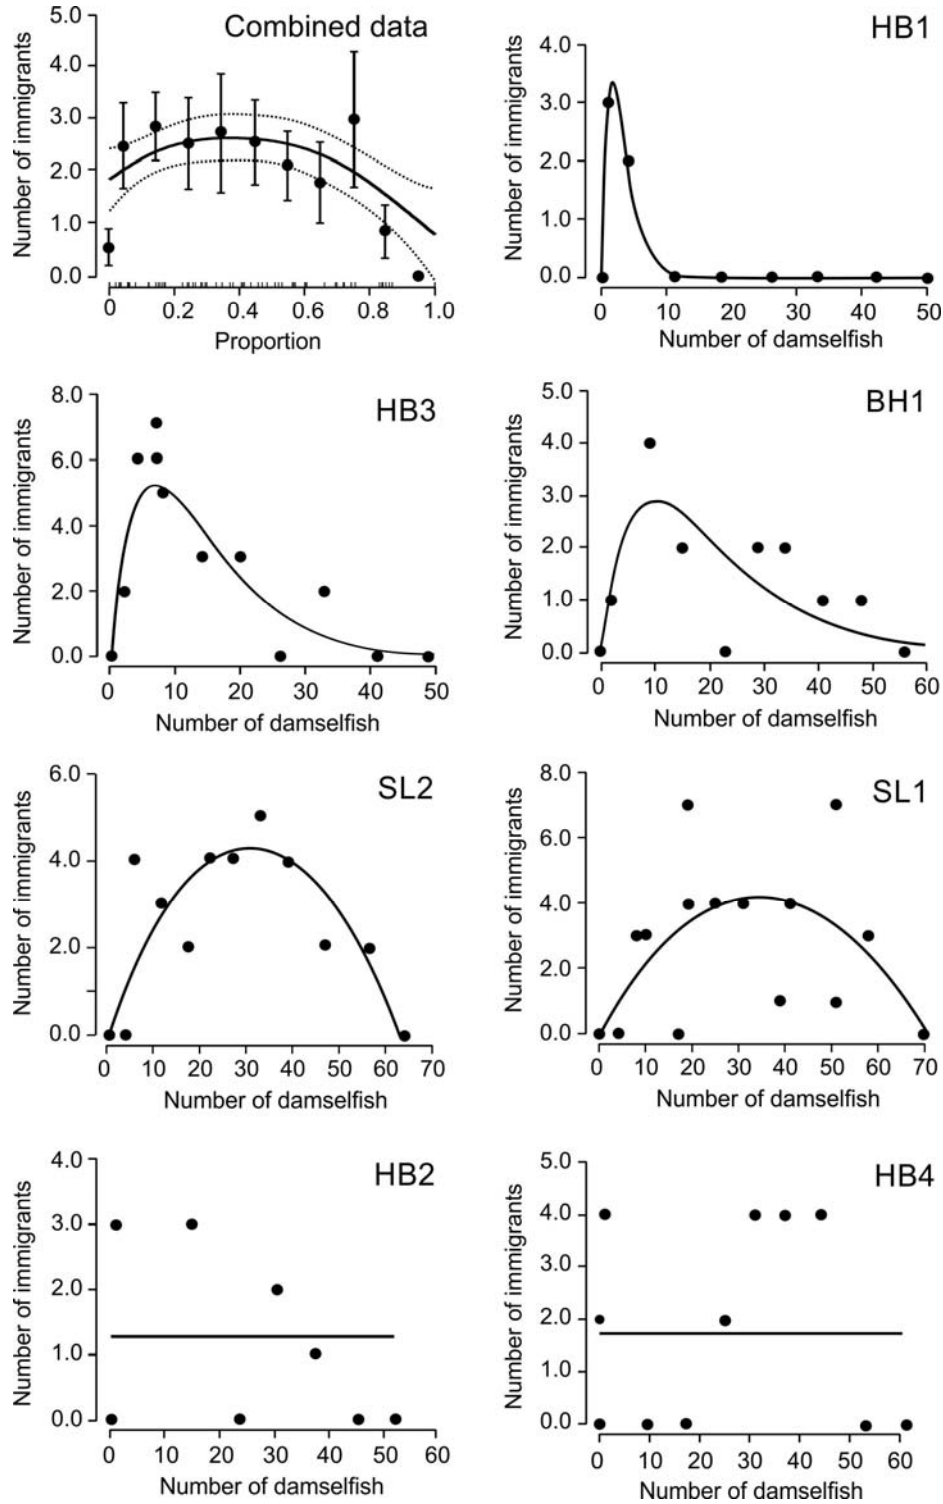 Combined data
Number of immigrants
5.0
4.0
3.0
2.0
1.0
0.0
0 0.2 0.4 0.6 0.8 1.0
Proportion
HB1
Number of immigrants
4.0
3.0
2.0
1.0
0.0
0 10 20 30 40 50
Number of damselfish
HB3
Number of immigrants
8.0
6.0
4.0
2.0
0.0
0 10 20 30 40 50
Number of damselfish
BH1
Number of immigrants
5.0
4.0
3.0
2.0
1.0
0.0
0 10 20 30 40 50 60
Number of damselfish
SL2
Number of immigrants
6.0
4.0
2.0
0.0
0 10 20 30 40 50 60 70
Number of damselfish
SL1
Number of immigrants
8.0
6.0
4.0
2.0
0.0
0 10 20 30 40 50 60 70
Number of damselfish
HB2
Number of immigrants
4.0
3.0
2.0
1.0
0.0
0 10 20 30 40 50
Number of damselfish
HB4
Number of immigrants
5.0
4.0
3.0
2.0
1.0
0.0
0 10 20 30 40 50 60
Number of damselfish